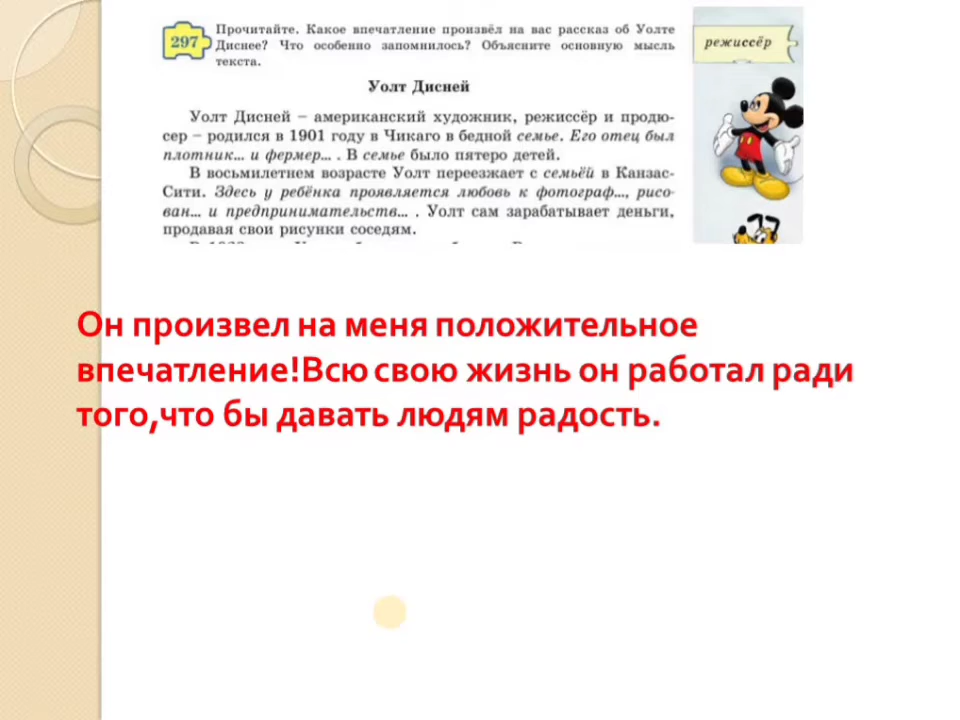 297
Прочитайте. Какое впечатление произвёл на вас рассказ об Уолте
Диснее? Что особенно запомнилось? Объясните основную мысль
текста.
режиссёр
Уолт Дисней
Уолт Дисней – американский художник, режиссёр и продю-
сер – родился в 1901 году в Чикаго в бедной семье. Его отец был
плотник... и фермер... . В семье было пятеро детей.
В восьмилетнем возрасте Уолт переезжает с семьёй в Канзас-
Сити. Здесь у ребёнка проявляется любовь к фотограф..., рисо-
ван... и предпринимательств... . Уолт сам зарабатывает деньги,
продавая свои рисунки соседям.
Он произвел на меня положительное
впечатление!Всю свою жизнь он работал ради
того,что бы давать людям радость.